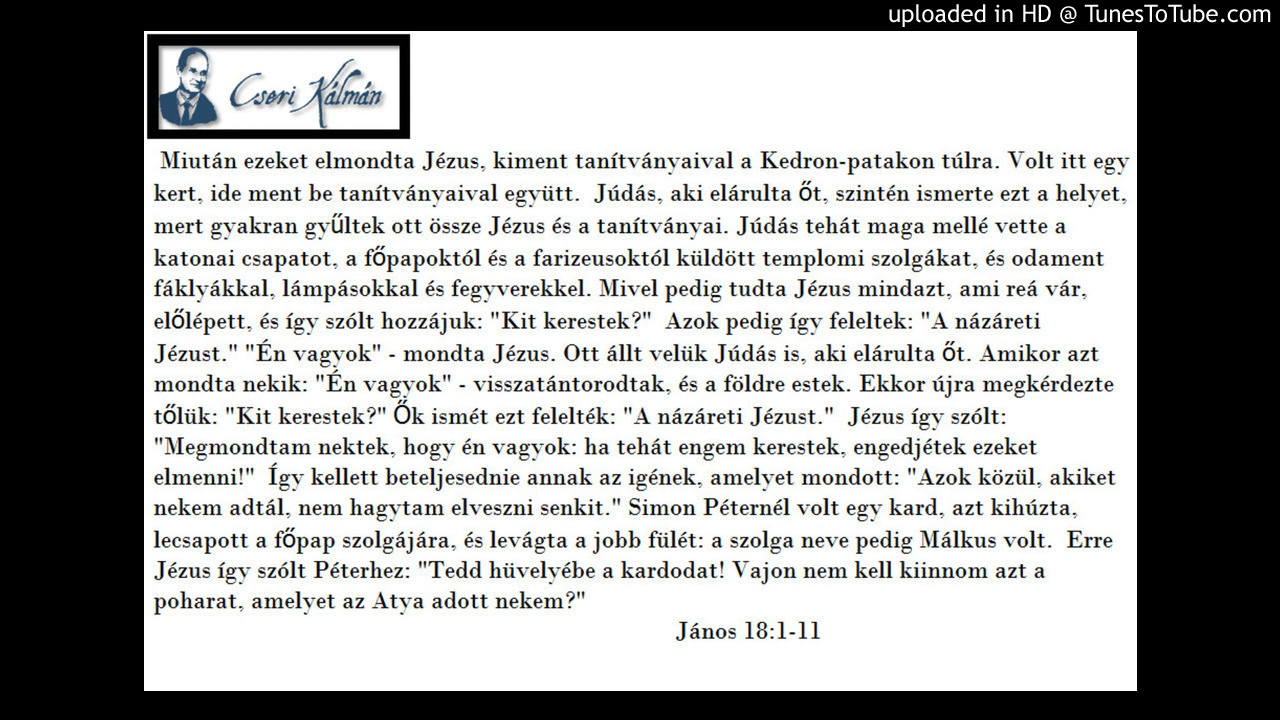 uploaded in HD @ TunesToTube.com
Cseri Kálmán
Miután ezeket elmondta Jézus, kiment tanítványaival a Kedron-patakon túlra. Volt itt egy
kert, ide ment be tanítványaival együtt.  Júdás, aki elárulta őt, szintén ismerte ezt a helyet,
mert gyakran gyűltek ott össze Jézus és a tanítványai. Júdás tehát maga mellé vette a
katonai csapatot, a főpapoktól és a farizeusoktól küldött templomi szolgákat, és odament
fáklyákkal, lámpásokkal és fegyverekkel. Mivel pedig tudta Jézus mindazt, ami reá vár,
előlépett, és így szólt hozzájuk: "Kit kerestek?"  Azok pedig így feleltek: "A názáreti
Jézust." "Én vagyok" - mondta Jézus. Ott állt velük Júdás is, aki elárulta őt. Amikor azt
mondta nekik: "Én vagyok" - visszatántorodtak, és a földre estek. Ekkor újra megkérdezte
tőlük: "Kit kerestek?" Ők ismét ezt felelték: "A názáreti Jézust."  Jézus így szólt:
"Megmondtam nektek, hogy én vagyok: ha tehát engem kerestek, engedjétek ezeket
elmenni!"  Így kellett beteljesednie annak az igének, amelyet mondott: "Azok közül, akiket
nekem adtál, nem hagytam elveszni senkit." Simon Péternél volt egy kard, azt kihúzta,
lecsapott a főpap szolgájára, és levágta a jobb fülét: a szolga neve pedig Málkus volt.  Erre
Jézus így szólt Péterhez: "Tedd hüvelyébe a kardodat! Vajon nem kell kiinnom azt a
poharat, amelyet az Atya adott nekem?"
János 18:1-11